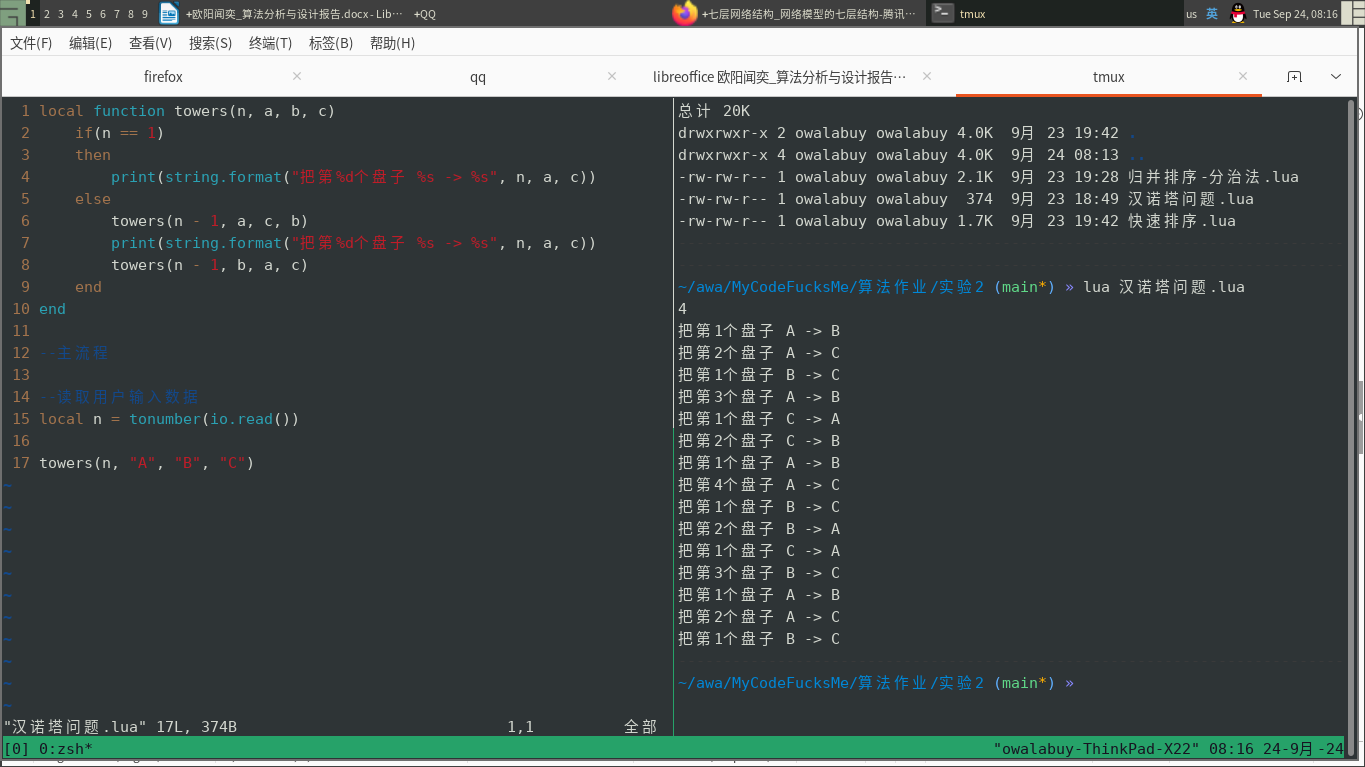 1 2 3 4 5 6 7 8 9 +欧阳闻奕_算法分析与设计报告.docx - Lib… +QQ +七层网络结构_网络模型的七层结构-腾讯… tmux us 英 Tue Sep 24, 08:16
文件(F) 编辑(E) 查看(V) 搜索(S) 终端(T) 标签(B) 帮助(H)
firefox × qq × libreoffice 欧阳闻奕_算法分析与设计报告… × tmux ×
1 local function towers(n, a, b, c)
2     if(n == 1)
3     then
4         print(string.format("把第%d个盘子 %s -> %s", n, a, c))
5     else
6         towers(n - 1, a, c, b)
7         print(string.format("把第%d个盘子 %s -> %s", n, a, c))
8         towers(n - 1, b, a, c)
9     end
10 end
11
12 --主流程
13
14 --读取用户输入数据
15 local n = tonumber(io.read())
16
17 towers(n, "A", "B", "C")
~
~
~
~
~
~
~
~
~
~
~
"汉诺塔问题.lua" 17L, 374B 1,1 全部
总计 20K
drwxrwxr-x 2 owalabuy owalabuy 4.0K  9月 23 19:42 .
drwxrwxr-x 4 owalabuy owalabuy 4.0K  9月 24 08:13 ..
-rw-rw-r-- 1 owalabuy owalabuy 2.1K  9月 23 19:28 归并排序-分治法.lua
-rw-rw-r-- 1 owalabuy owalabuy  374  9月 23 18:49 汉诺塔问题.lua
-rw-rw-r-- 1 owalabuy owalabuy 1.7K  9月 23 19:42 快速排序.lua
~/awa/MyCodeFucksMe/算法作业/实验2 (main*) » lua 汉诺塔问题.lua
4
把第1个盘子 A -> B
把第2个盘子 A -> C
把第1个盘子 B -> C
把第3个盘子 A -> B
把第1个盘子 C -> A
把第2个盘子 C -> B
把第1个盘子 A -> B
把第4个盘子 A -> C
把第1个盘子 B -> C
把第2个盘子 B -> A
把第1个盘子 C -> A
把第3个盘子 B -> C
把第1个盘子 A -> B
把第2个盘子 A -> C
把第1个盘子 B -> C
~/awa/MyCodeFucksMe/算法作业/实验2 (main*) »
[0] 0:zsh* "owalabuy-ThinkPad-X22" 08:16 24-9月-24